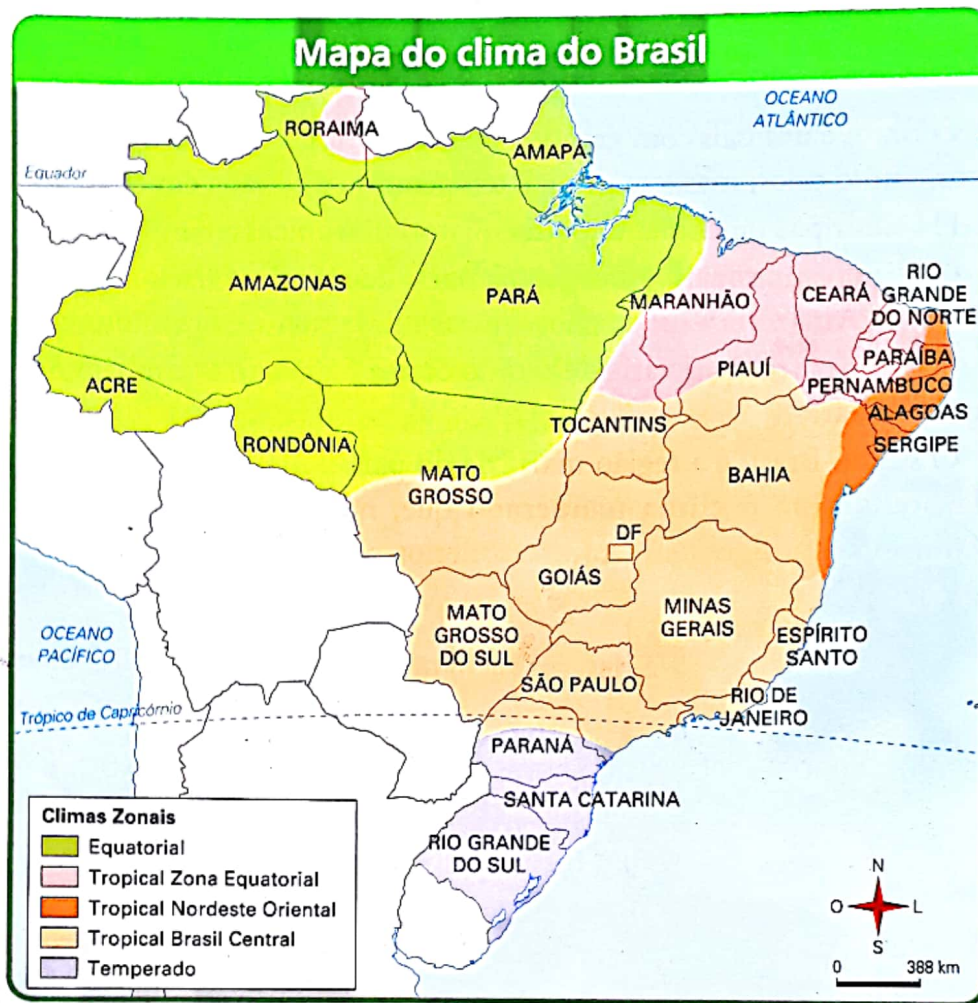 Mapa do clima do Brasil
OCEANO
ATLÂNTICO
RORAIMA
AMAPÁ
Equador
AMAZONAS
PARÁ
MARANHÃO
CEARÁ
RIO
GRANDE
DO NORTE
PIAUÍ
PARAÍBA
PERNAMBUCO
ACRE
ALAGOAS
TOCANTINS
SERGIPE
RONDÔNIA
MATO
GROSSO
BAHIA
DF
GOIÁS
MINAS
GERAIS
MATO
GROSSO
DO SUL
ESPÍRITO
SANTO
OCEANO
PACÍFICO
SÃO PAULO
RIO DE
JANEIRO
Trópico de Capricórnio
PARANÁ
SANTA CATARINA
RIO GRANDE
DO SUL
Climas Zonais
Equatorial
Tropical Zona Equatorial
Tropical Nordeste Oriental
Tropical Brasil Central
Temperado
N
O
L
S
0 388 km